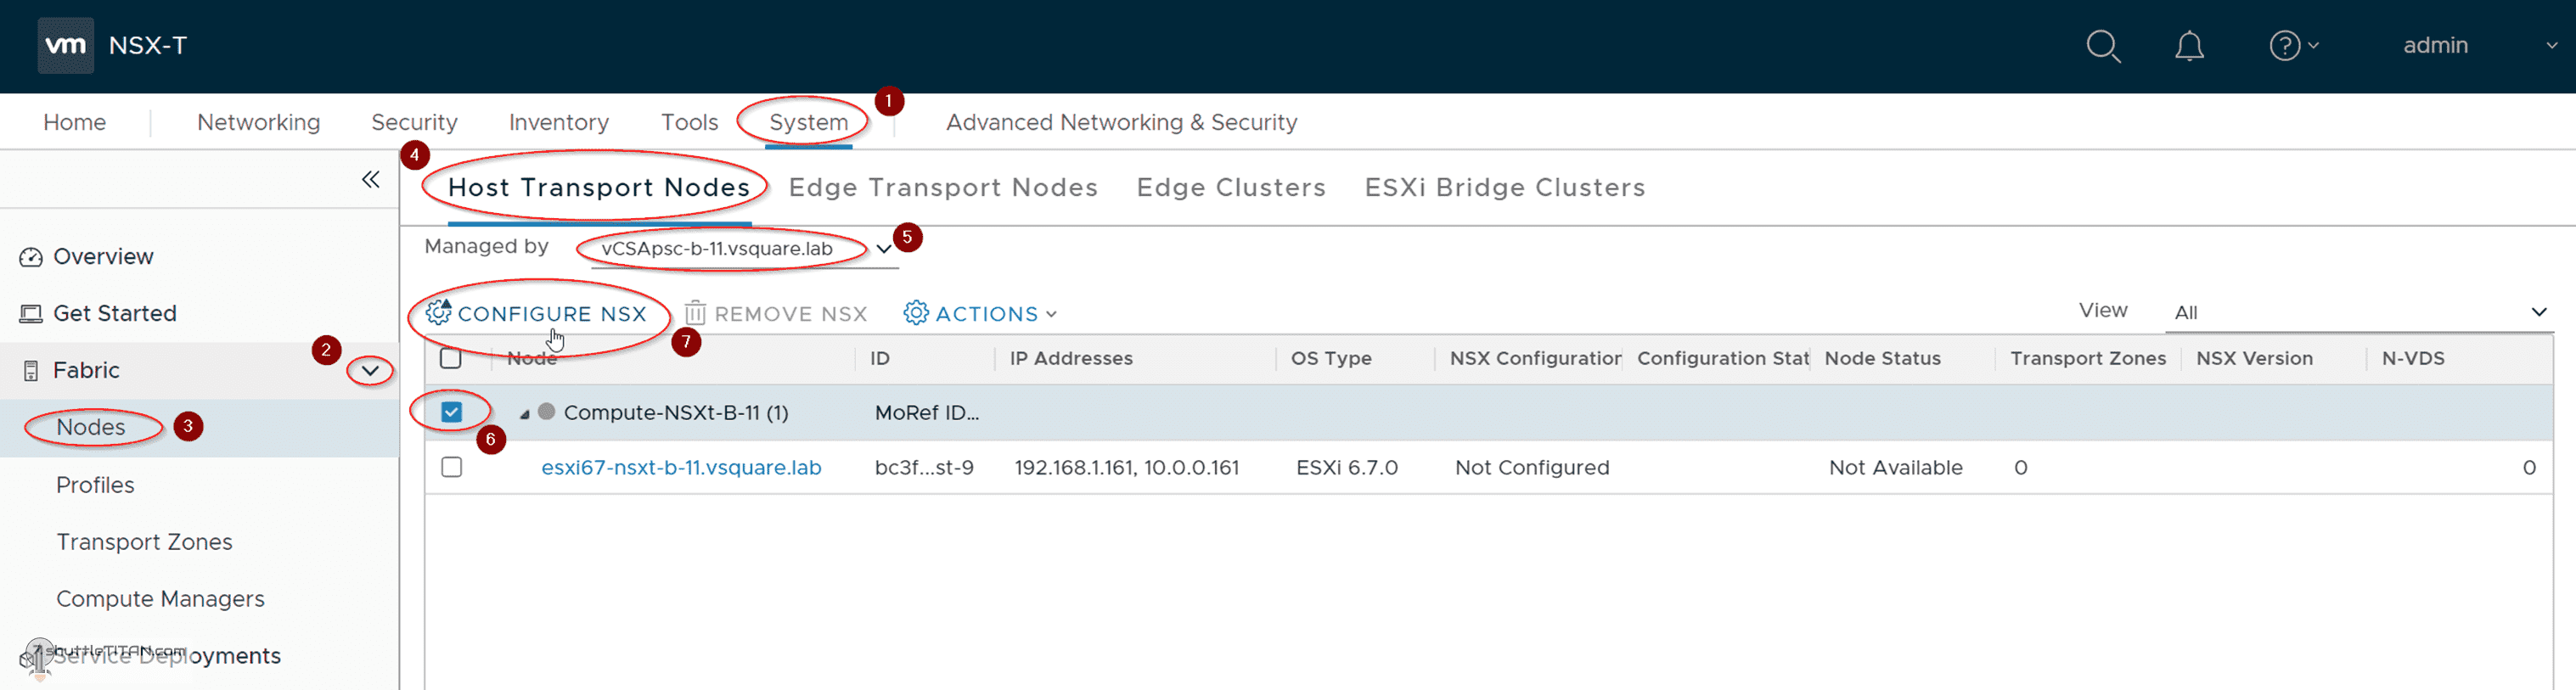 vm NSX-T admin
Home Networking Security Inventory Tools System 1 Advanced Networking & Security
4
Host Transport Nodes Edge Transport Nodes Edge Clusters ESXi Bridge Clusters
Managed by vCSApsc-b-11.vsquare.lab 5
Overview
Get Started
2 Fabric
Nodes 3
Profiles
Transport Zones
Compute Managers
Service Deployments
shuttleTITAN.com
CONFIGURE NSX 7 REMOVE NSX ACTIONS View All
Node ID IP Addresses OS Type NSX Configuration Configuration Stat Node Status Transport Zones NSX Version N-VDS
6 Compute-NSXt-B-11 (1) MoRef ID...
esxi67-nsxt-b-11.vsquare.lab bc3f...st-9 192.168.1.161, 10.0.0.161 ESXi 6.7.0 Not Configured Not Available 0 0